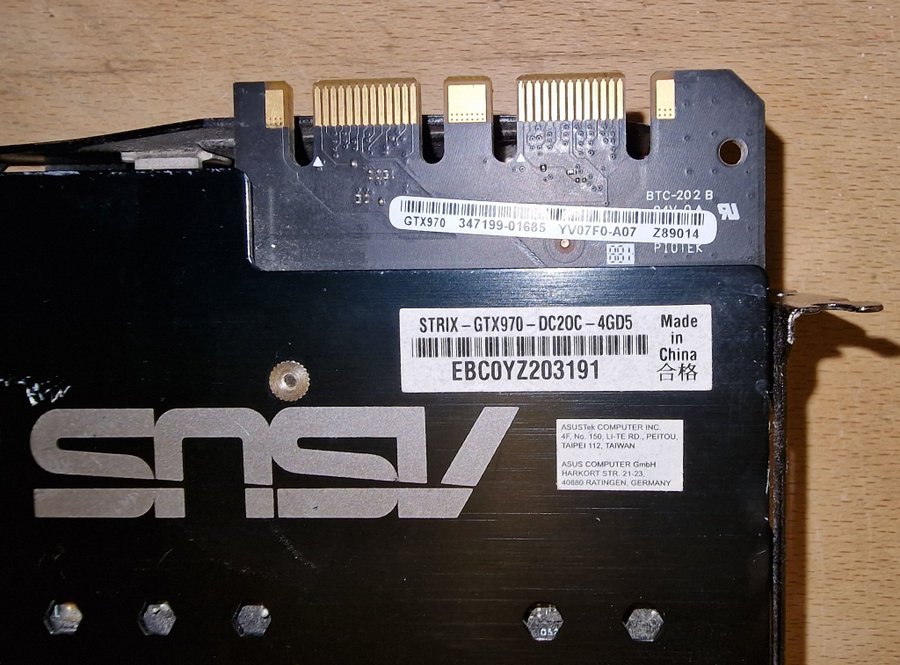 BTC-202 B
GTX970 347199-01685 YV07F0-A07 Z89014
PIOTEK
STRIX-GTX970-DC2OC-4GD5
EBC0YZ203191
Made
in
China
合格
ASUS
ASUSTek COMPUTER INC.
4F, No. 150, LI-TE RD., PEITOU,
TAIPEI 112, TAIWAN
ASUS COMPUTER GmbH
HARKORT STR. 21-23,
40880 RATINGEN, GERMANY